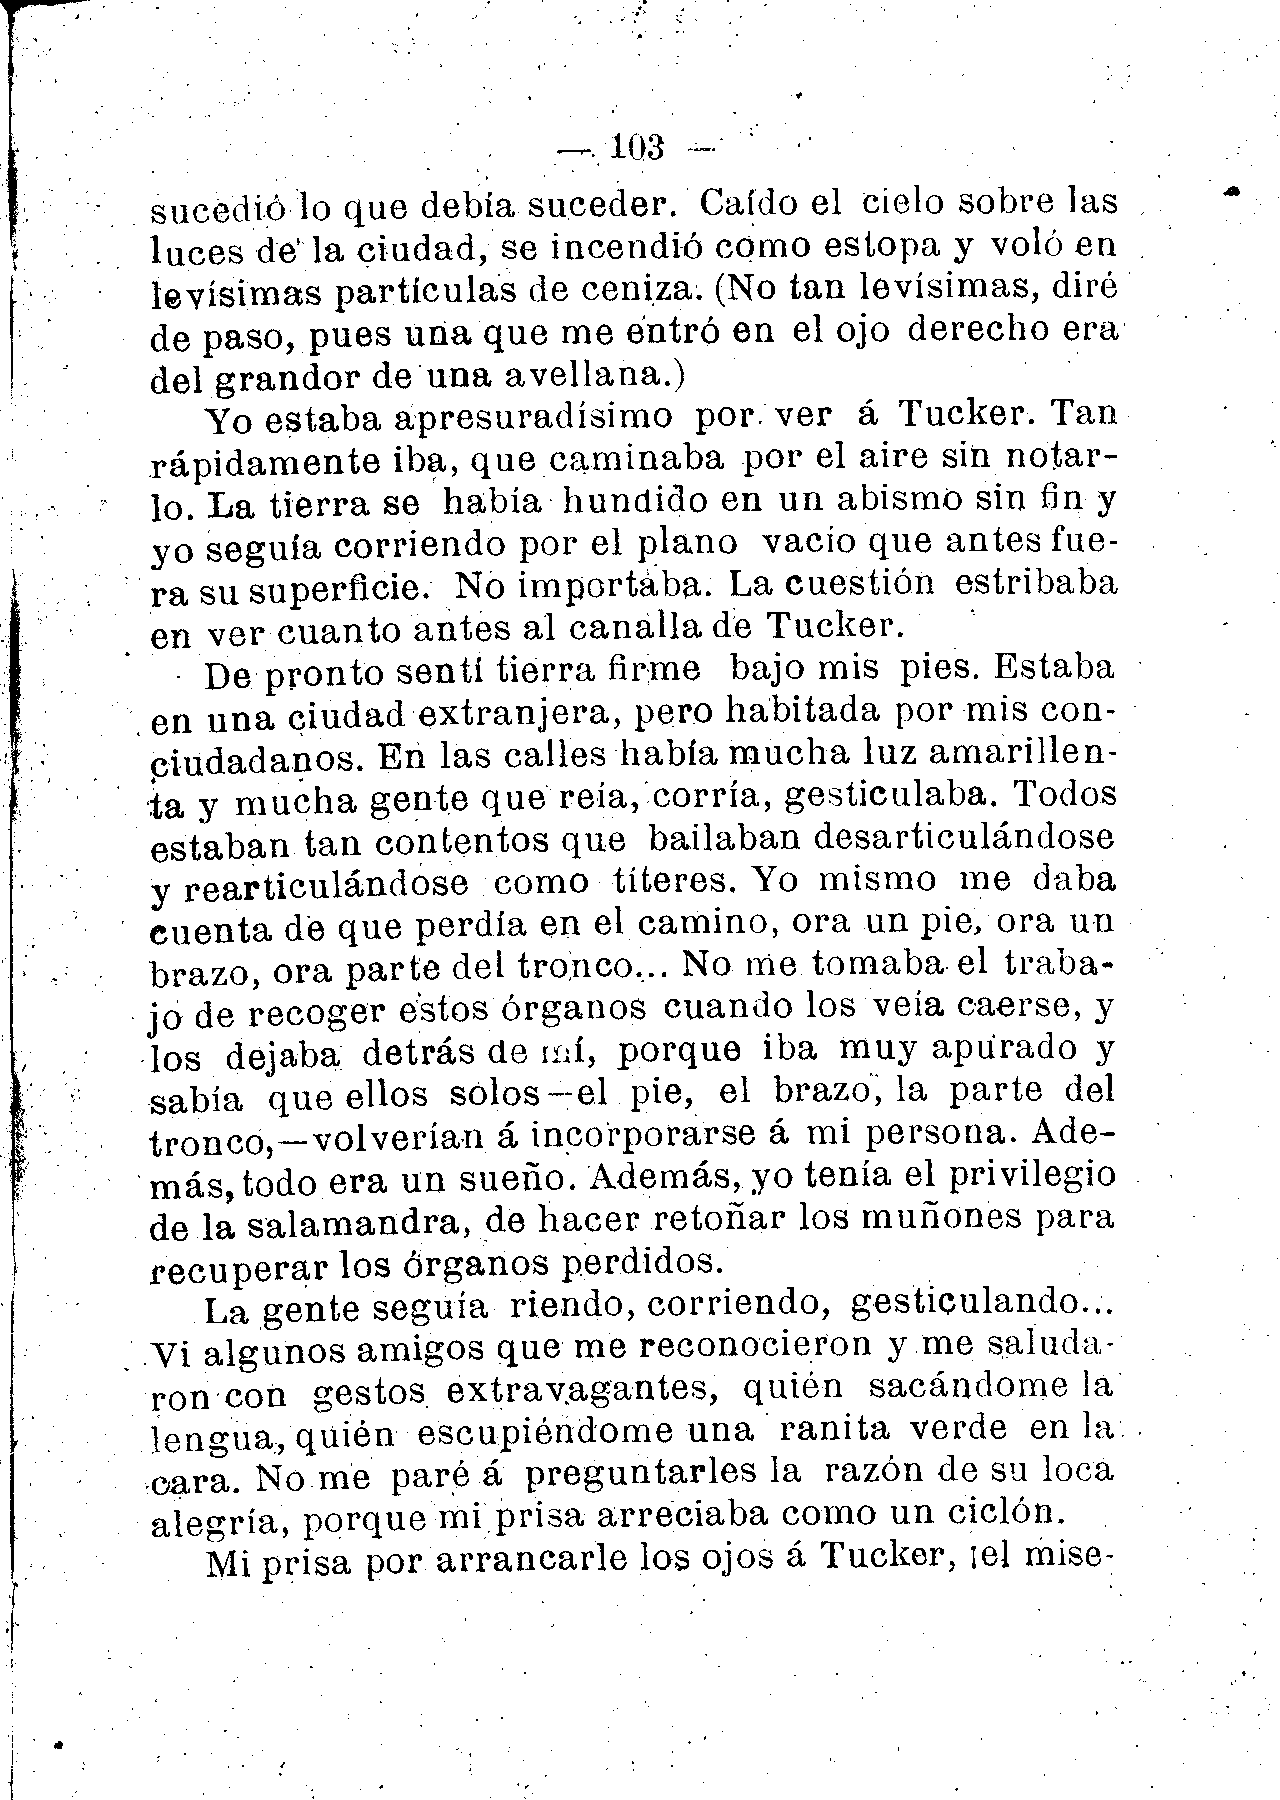 — 103 —
sucedió lo que debía suceder. Caído el cielo sobre las
luces de la ciudad, se incendió como estopa y voló en
levísimas partículas de ceniza. (No tan levísimas, diré
de paso, pues una que me entró en el ojo derecho era
del grandor de una avellana.)
Yo estaba apresuradísimo por ver á Tucker. Tan
rápidamente iba, que caminaba por el aire sin notar-
lo. La tierra se había hundido en un abismo sin fin y
yo seguía corriendo por el plano vacío que antes fue-
ra su superficie. No importaba. La cuestión estribaba
en ver cuanto antes al canalla de Tucker.
De pronto sentí tierra firme bajo mis pies. Estaba
en una ciudad extranjera, pero habitada por mis con-
ciudadanos. En las calles había mucha luz amarillen-
ta y mucha gente que reía, corría, gesticulaba. Todos
estaban tan contentos que bailaban desarticulándose
y rearticulándose como títeres. Yo mismo me daba
cuenta de que perdía en el camino, ora un pie, ora un
brazo, ora parte del tronco... No me tomaba el traba-
jo de recoger estos órganos cuando los veía caerse, y
los dejaba detrás de mí, porque iba muy apurado y
sabía que ellos solos—el pie, el brazo, la parte del
tronco,—volverían á incorporarse á mi persona. Ade-
más, todo era un sueño. Además, yo tenía el privilegio
de la salamandra, de hacer retoñar los muñones para
recuperar los órganos perdidos.
La gente seguía riendo, corriendo, gesticulando...
Vi algunos amigos que me reconocieron y me saluda-
ron con gestos extravagantes, quién sacándome la
lengua, quién escupiéndome una ranita verde en la
cara. No me paré á preguntarles la razón de su loca
alegría, porque mi prisa arreciaba como un ciclón.
Mi prisa por arrancarle los ojos á Tucker, ¡el mise-